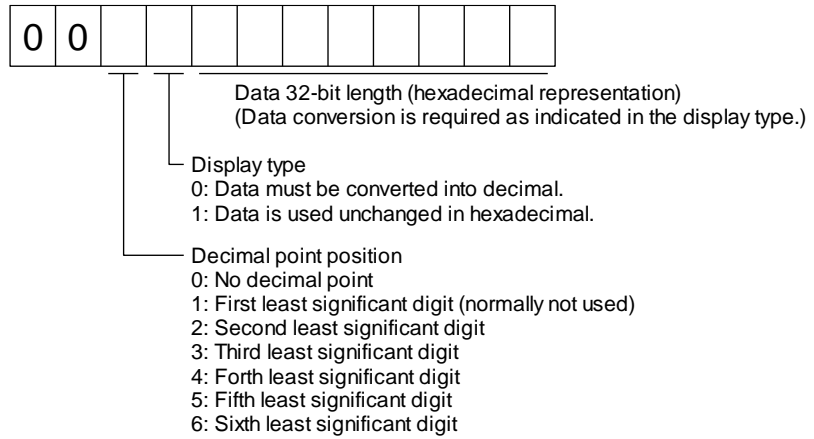 0 0
Data 32-bit length (hexadecimal representation)
(Data conversion is required as indicated in the display type.)
Display type
0: Data must be converted into decimal.
1: Data is used unchanged in hexadecimal.
Decimal point position
0: No decimal point
1: First least significant digit (normally not used)
2: Second least significant digit
3: Third least significant digit
4: Forth least significant digit
5: Fifth least significant digit
6: Sixth least significant digit